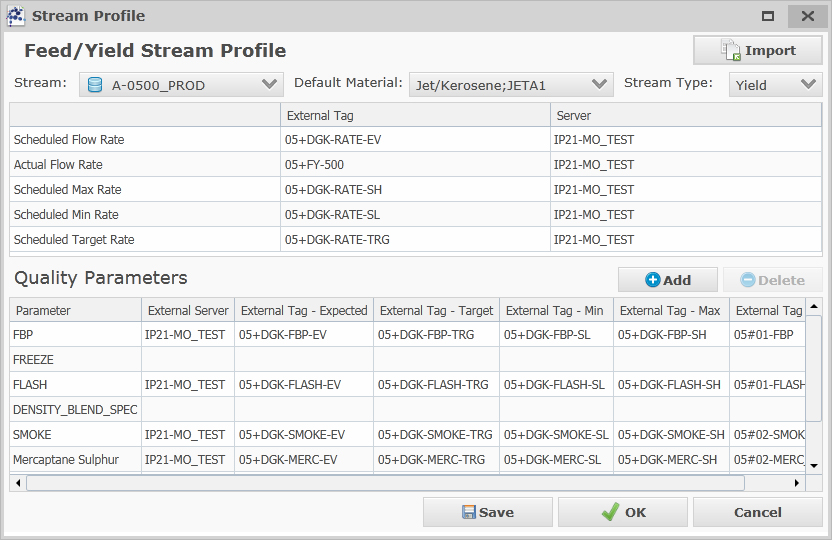 Stream Profile
Feed/Yield Stream Profile
Import
Stream: A-0500_PROD Default Material: Jet/Kerosene;JETA1 Stream Type: Yield
External Tag Server
Scheduled Flow Rate 05+DGK-RATE-EV IP21-MO_TEST
Actual Flow Rate 05+FY-500 IP21-MO_TEST
Scheduled Max Rate 05+DGK-RATE-SH IP21-MO_TEST
Scheduled Min Rate 05+DGK-RATE-SL IP21-MO_TEST
Scheduled Target Rate 05+DGK-RATE-TRG IP21-MO_TEST
Quality Parameters Add Delete
Parameter External Server External Tag - Expected External Tag - Target External Tag - Min External Tag - Max External Tag
FBP IP21-MO_TEST 05+DGK-FBP-EV 05+DGK-FBP-TRG 05+DGK-FBP-SL 05+DGK-FBP-SH 05#01-FBP
FREEZE
FLASH IP21-MO_TEST 05+DGK-FLASH-EV 05+DGK-FLASH-TRG 05+DGK-FLASH-SL 05+DGK-FLASH-SH 05#01-FLASH
DENSITY_BLEND_SPEC
SMOKE IP21-MO_TEST 05+DGK-SMOKE-EV 05+DGK-SMOKE-TRG 05+DGK-SMOKE-SL 05+DGK-SMOKE-SH 05#02-SMOK
Mercaptane Sulphur IP21-MO_TEST 05+DGK-MERC-EV 05+DGK-MERC-TRG 05+DGK-MERC-SL 05+DGK-MERC-SH 05#02-MERC_
Save OK Cancel